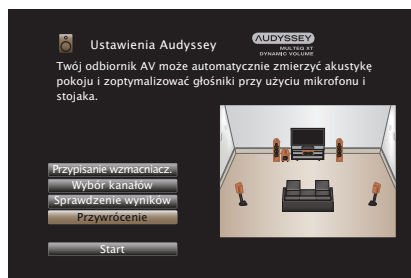 Ustawienia Audyssey
AUDYSSEY
MULTEQ XT
DYNAMIC VOLUME
Twój odbiornik AV może automatycznie zmierzyć akustykę
pokoju i zoptymalizować głośniki przy użyciu mikrofonu i
stojaka.
Przypisanie wzmacniacz.
Wybór kanałów
Sprawdzenie wyników
Przywrócenie
Start